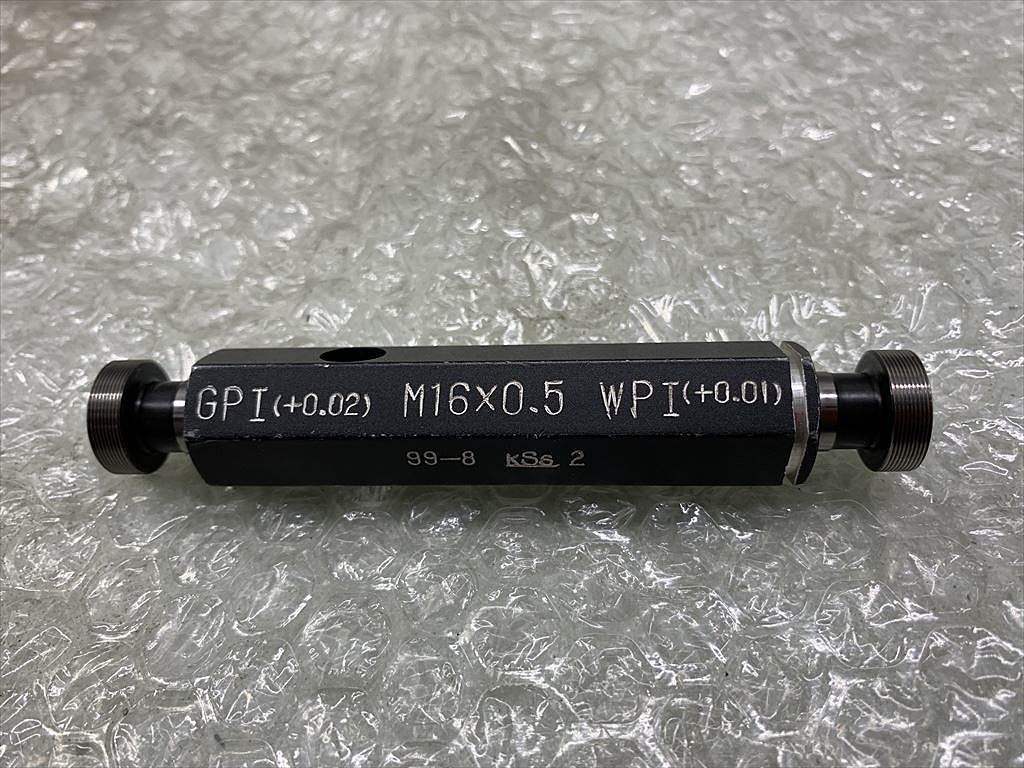 GPI(+0.02) M16×0.5 WPI(+0.01)
99-8 KSS 2